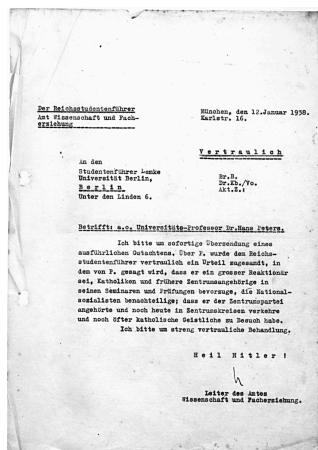 Der Reichsstudentenführer
Amt Wissenschaft und Fach-
erziehung
München, den 12.Januar 1938.
Karlstr. 16.
Vertraulich
An den
Studentenführer Lemke
Universität Berlin,
Berlin
Unter den Linden 6.
Br.B.
Dr.Kb./Vo.
Akt.Z.:
Betrifft: a.o. Universitäts-Professor Dr.Hans Peters.
Ich bitte um sofortige Übersendung eines
ausführlichen Gutachtens. Über P. wurde dem Reichs-
studentenführer vertraulich ein Urteil zugesandt, in
dem von P. gesagt wird, dass er ein grosser Reaktionär
sei, Katholiken und frühere Zentrumsangehörige in
seinen Seminaren und Prüfungen bevorzuge, die National-
sozialisten benachteilige; dass er der Zentrumspartei
angehörte und noch heute in Zentrumskreisen verkehre
und noch öfter katholische Geistliche zu Besuch habe.
Ich bitte um streng vertrauliche Behandlung.
Heil Hitler !
Leiter des Amtes
Wissenschaft und Facherziehung.